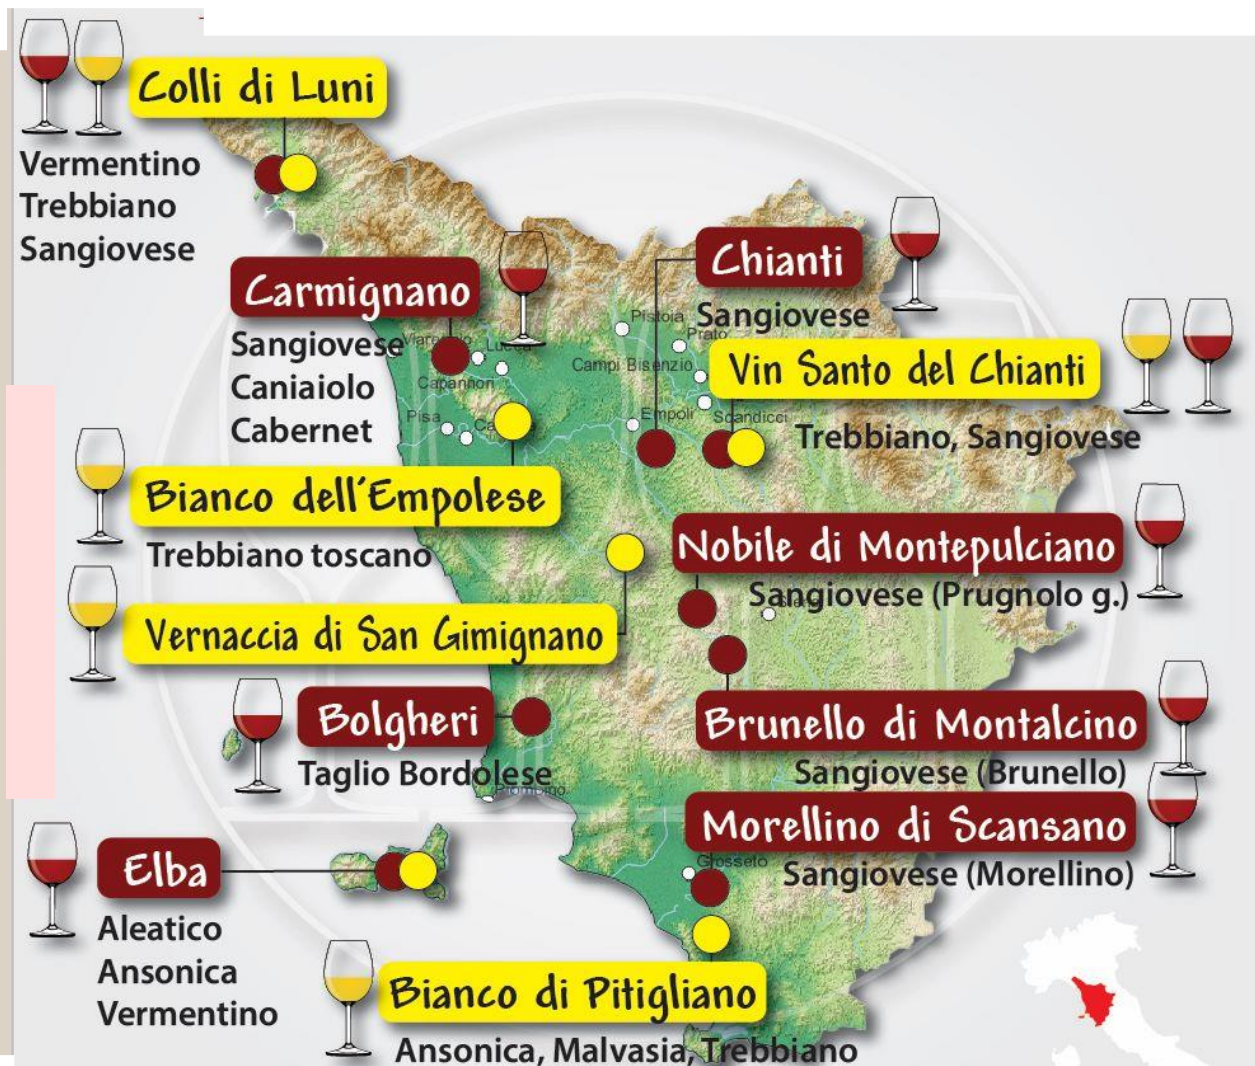 Colli di Luni
Vermentino
Trebbiano
Sangiovese
Carmignano
Sangiovese
Caniaiolo
Cabernet
Chianti
Sangiovese
Pistoia
Prato
Lucca
Campi Bisenzio
Capannori
Vin Santo del Chianti
Trebbiano, Sangiovese
Pisa
Empoli
Scandicci
Bianco dell'Empolese
Trebbiano toscano
Nobile di Montepulciano
Sangiovese (Prugnolo g.)
Vernaccia di San Gimignano
Bolgheri
Taglio Bordolese
Piombino
Brunello di Montalcino
Sangiovese (Brunello)
Morellino di Scansano
Grosseto
Sangiovese (Morellino)
Elba
Aleatico
Ansonica
Vermentino
Bianco di Pitigliano
Ansonica, Malvasia, Trebbiano